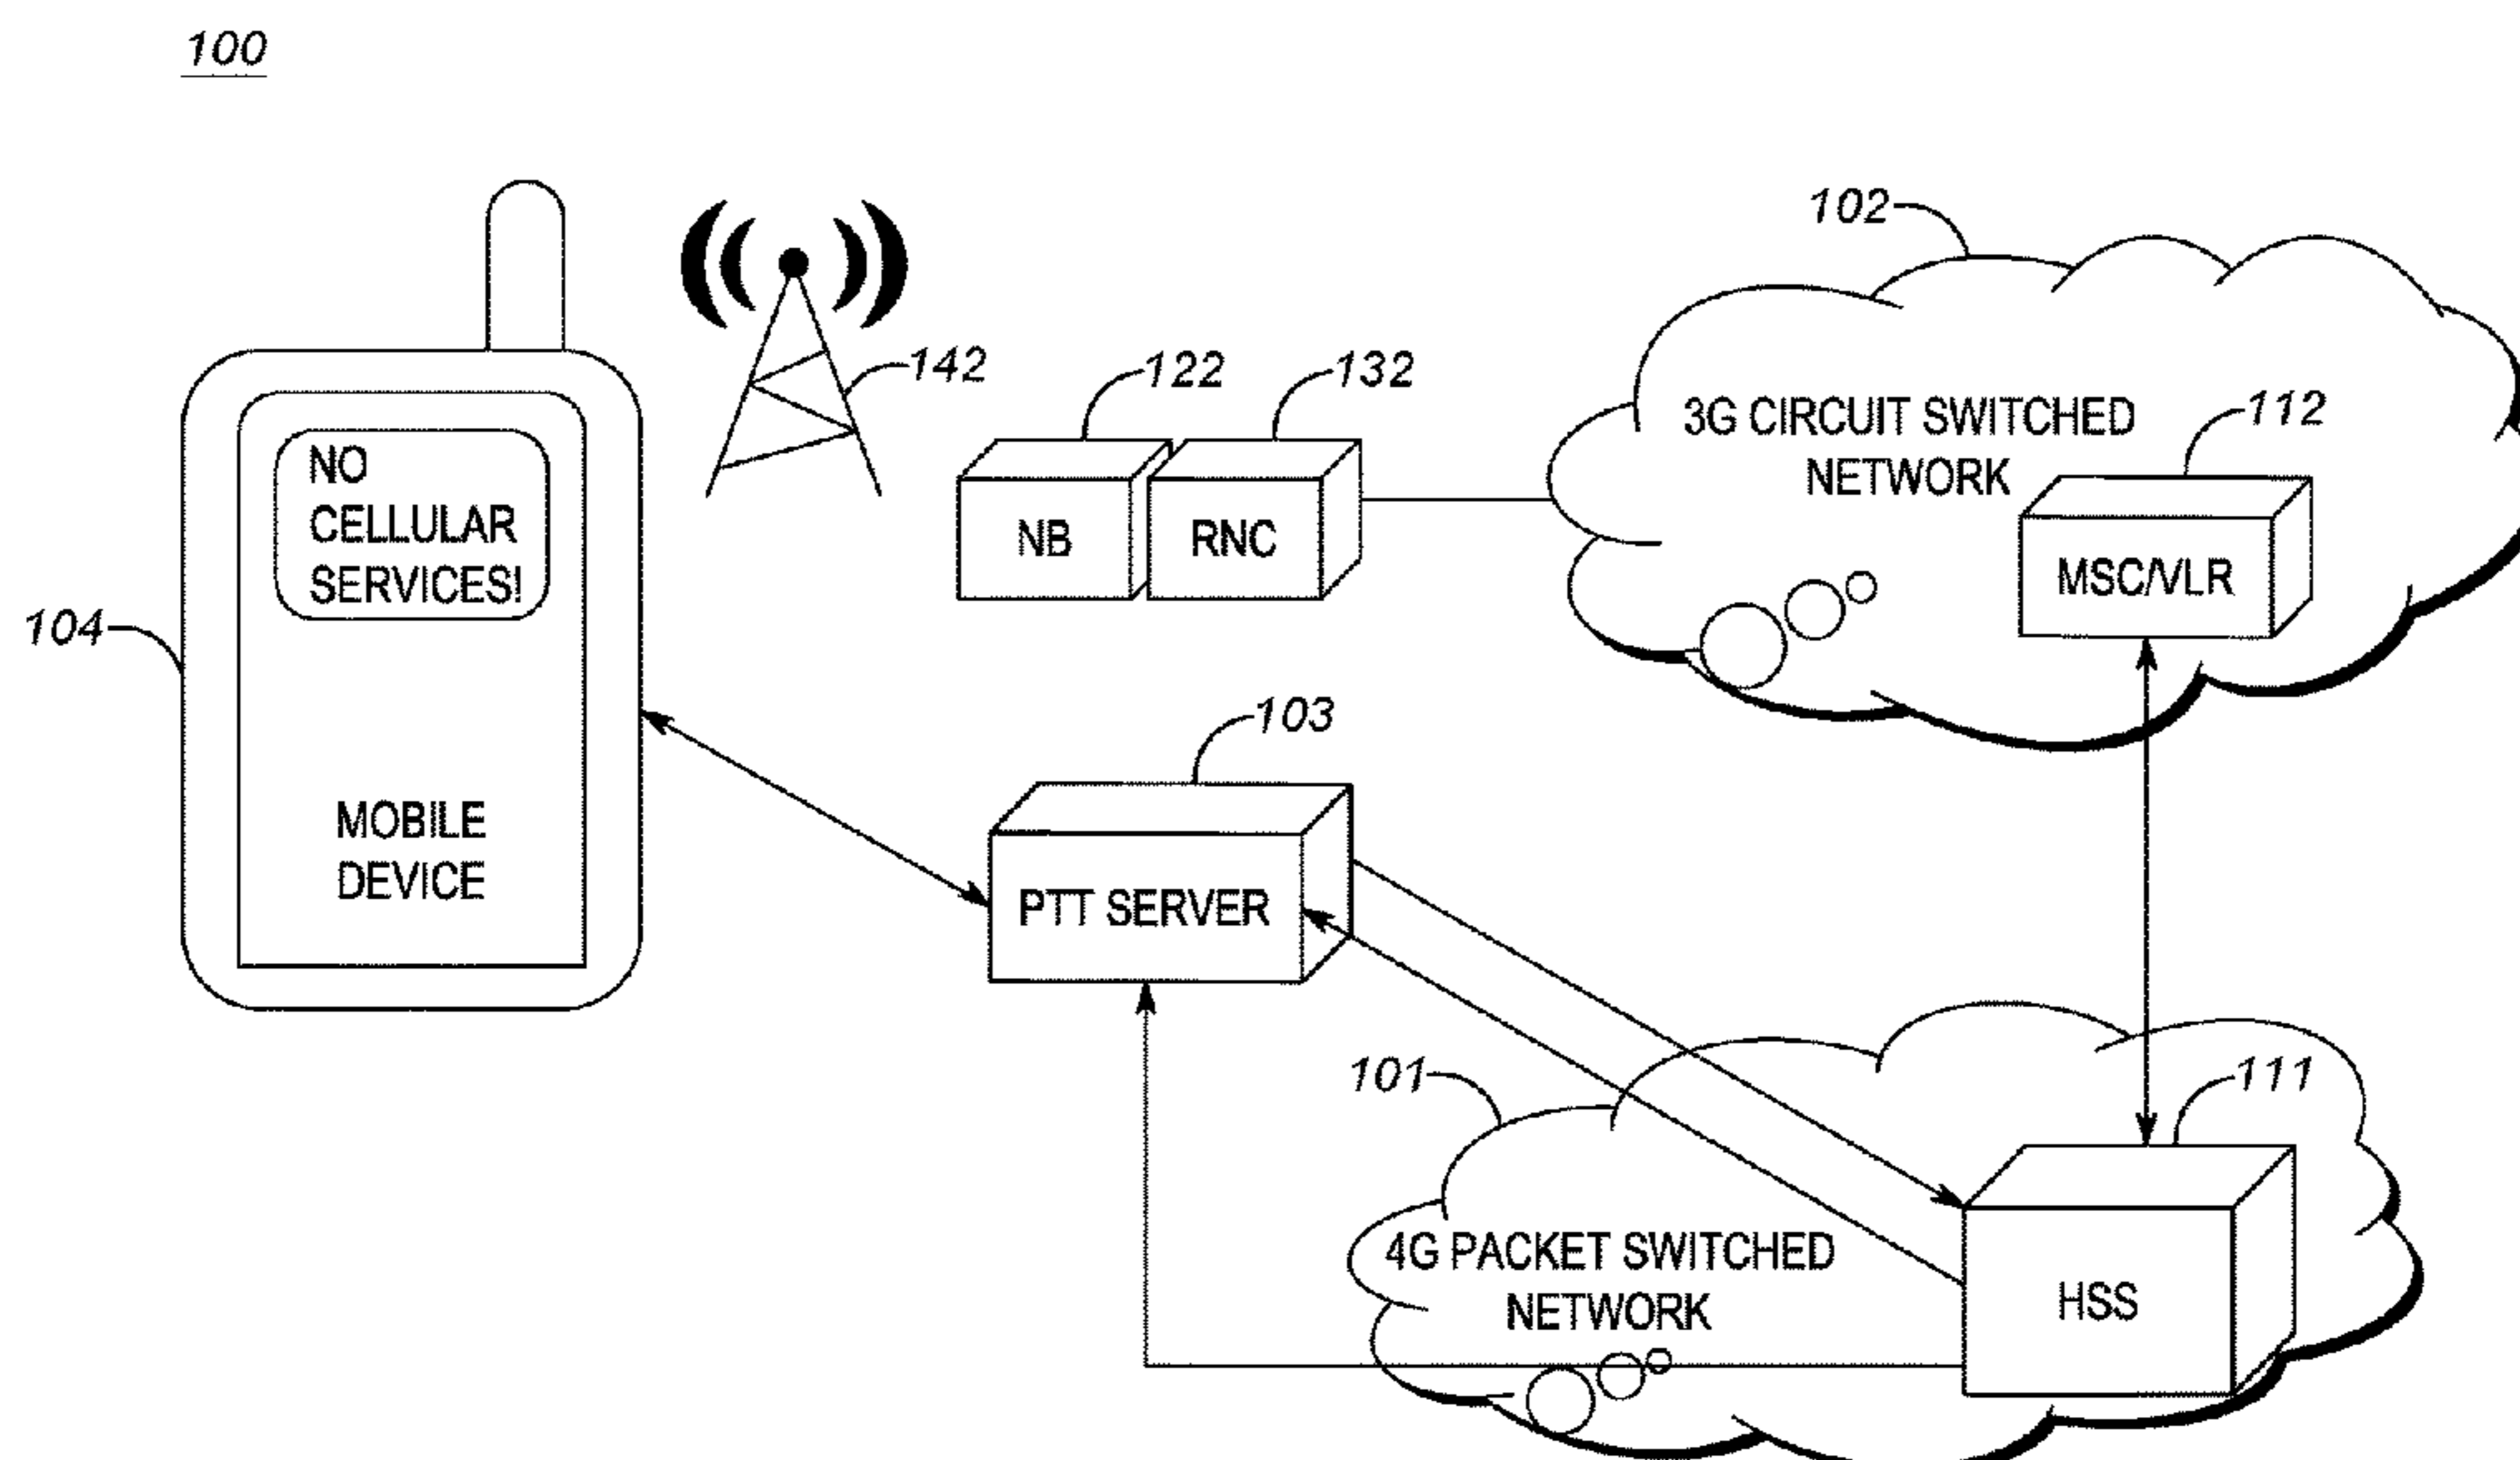 100
102
142
122
132
112
3G CIRCUIT SWITCHED
NETWORK
NO
CELLULAR
SERVICES!
NB
RNC
MSC/VLR
104
103
MOBILE
DEVICE
PTT SERVER
101
111
4G PACKET SWITCHED
NETWORK
HSS